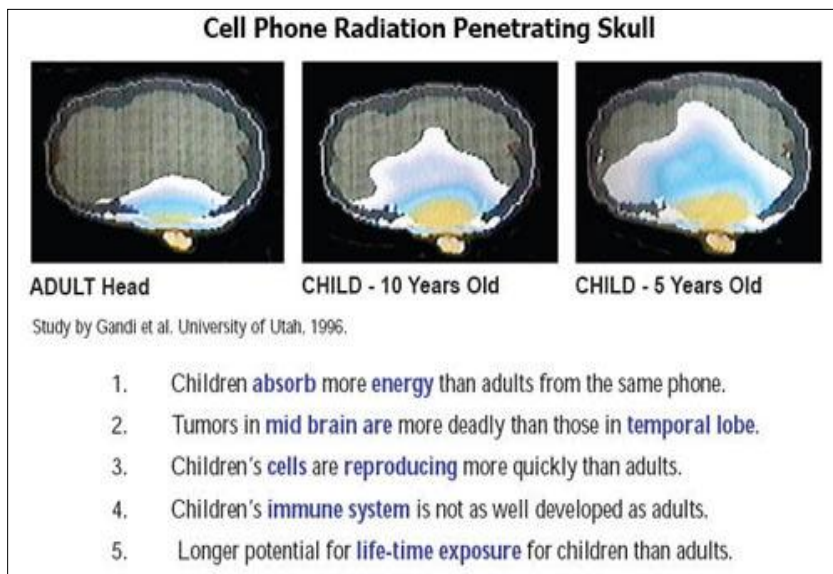 Cell Phone Radiation Penetrating Skull
ADULT Head
CHILD - 10 Years Old
CHILD - 5 Years Old
Study by Gandi et al. University of Utah, 1996.
1. Children absorb more energy than adults from the same phone.
2. Tumors in mid brain are more deadly than those in temporal lobe.
3. Children's cells are reproducing more quickly than adults.
4. Children's immune system is not as well developed as adults.
5. Longer potential for life-time exposure for children than adults.